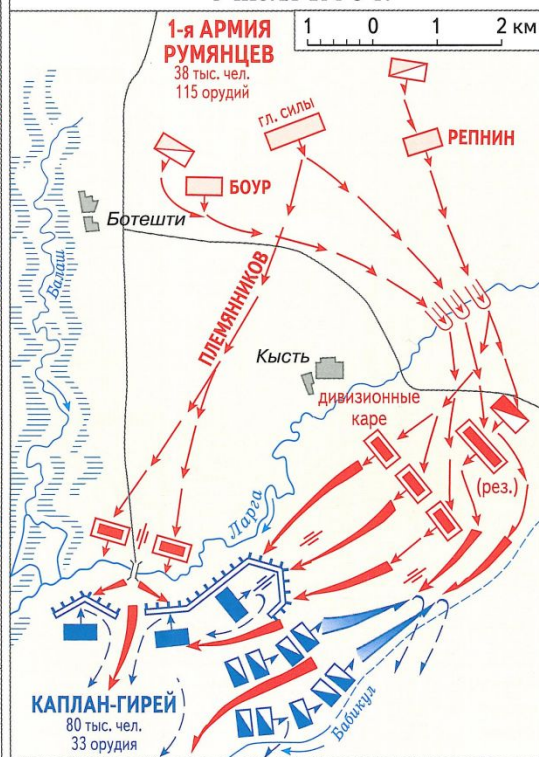 1-я АРМИЯ
РУМЯНЦЕВ
38 тыс. чел.
115 орудий
1 0 1 2 км
ГЛ. СИЛЫ
РЕПНИН
БОУР
Ботешти
Балаш
ПЛЕМЯННИКОВ
Кысть
дивизионные
каре
(рез.)
Ларга
КАПЛАН-ГИРЕЙ
80 тыс. чел.
33 орудия
Бабикул